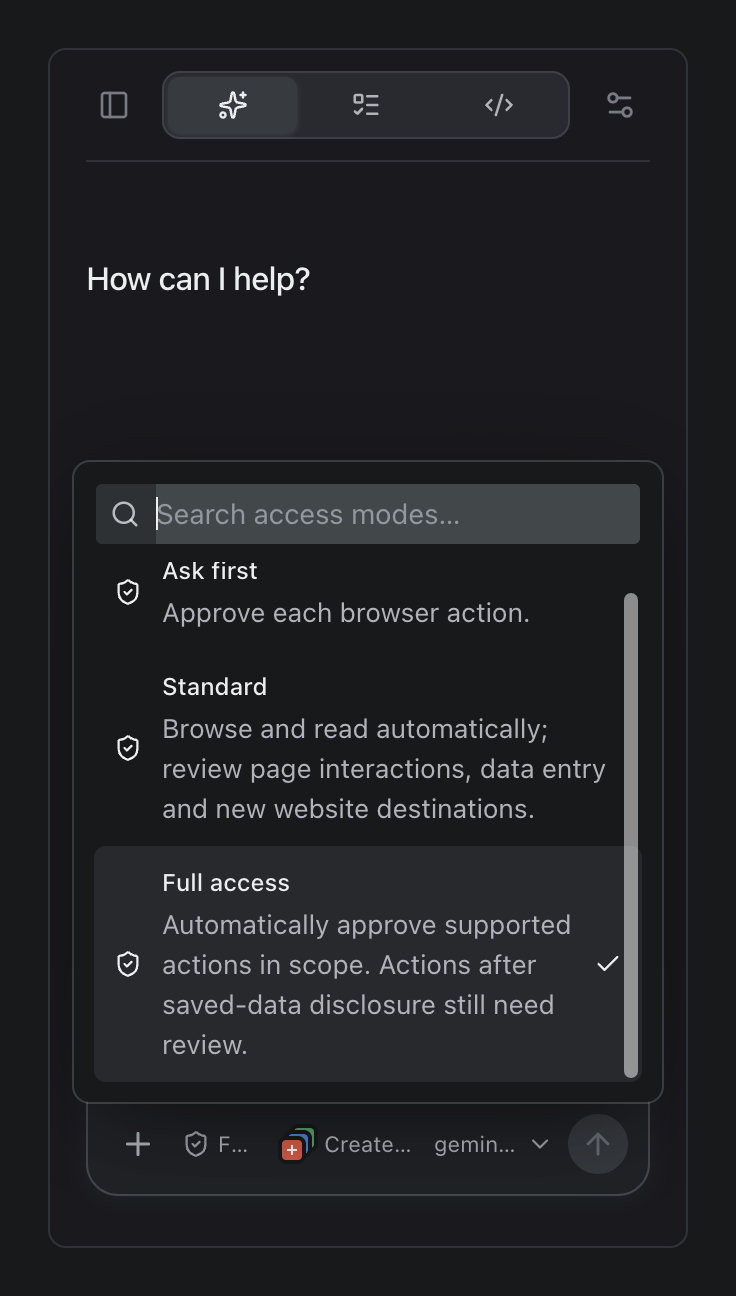 How can I help?
Search access modes...
Ask first
Approve each browser action.
Standard
Browse and read automatically;
review page interactions, data entry
and new website destinations.
Full access
Automatically approve supported
actions in scope. Actions after
saved-data disclosure still need
review.
F... Create... gemin...